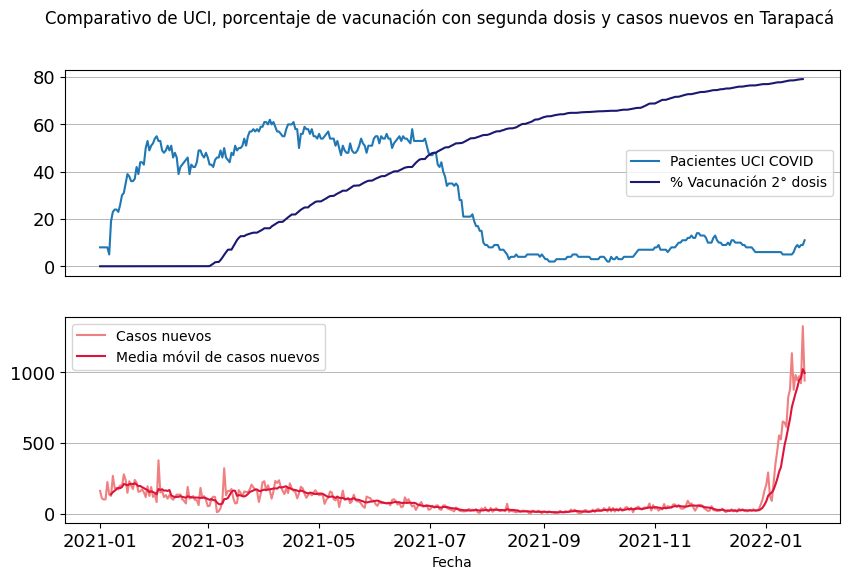 Comparativo de UCI, porcentaje de vacunación con segunda dosis y casos nuevos en Tarapacá
80
60
40
20
0
Pacientes UCI COVID
% Vacunación 2° dosis
Casos nuevos
Media móvil de casos nuevos
1000
500
0
2021-01 2021-03 2021-05 2021-07 2021-09 2021-11 2022-01
Fecha